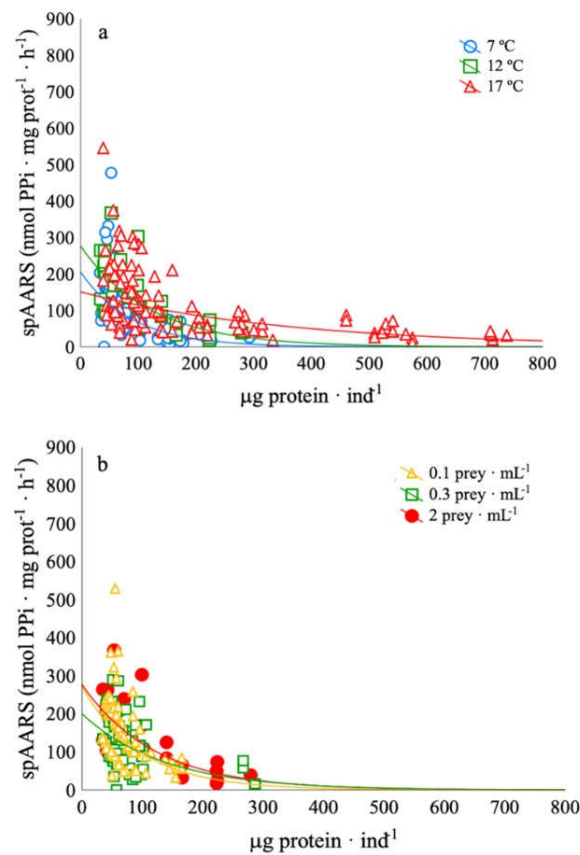 a
900
800
700
600
500
400
300
200
100
0
spAARS (nmol PPi · mg prot⁻¹ · h⁻¹)
7 ºC
12 ºC
17 ºC
0 100 200 300 400 500 600 700 800
µg protein · ind⁻¹
b
900
800
700
600
500
400
300
200
100
0
spAARS (nmol PPi · mg prot⁻¹ · h⁻¹)
0.1 prey · mL⁻¹
0.3 prey · mL⁻¹
2 prey · mL⁻¹
0 100 200 300 400 500 600 700 800
µg protein · ind⁻¹